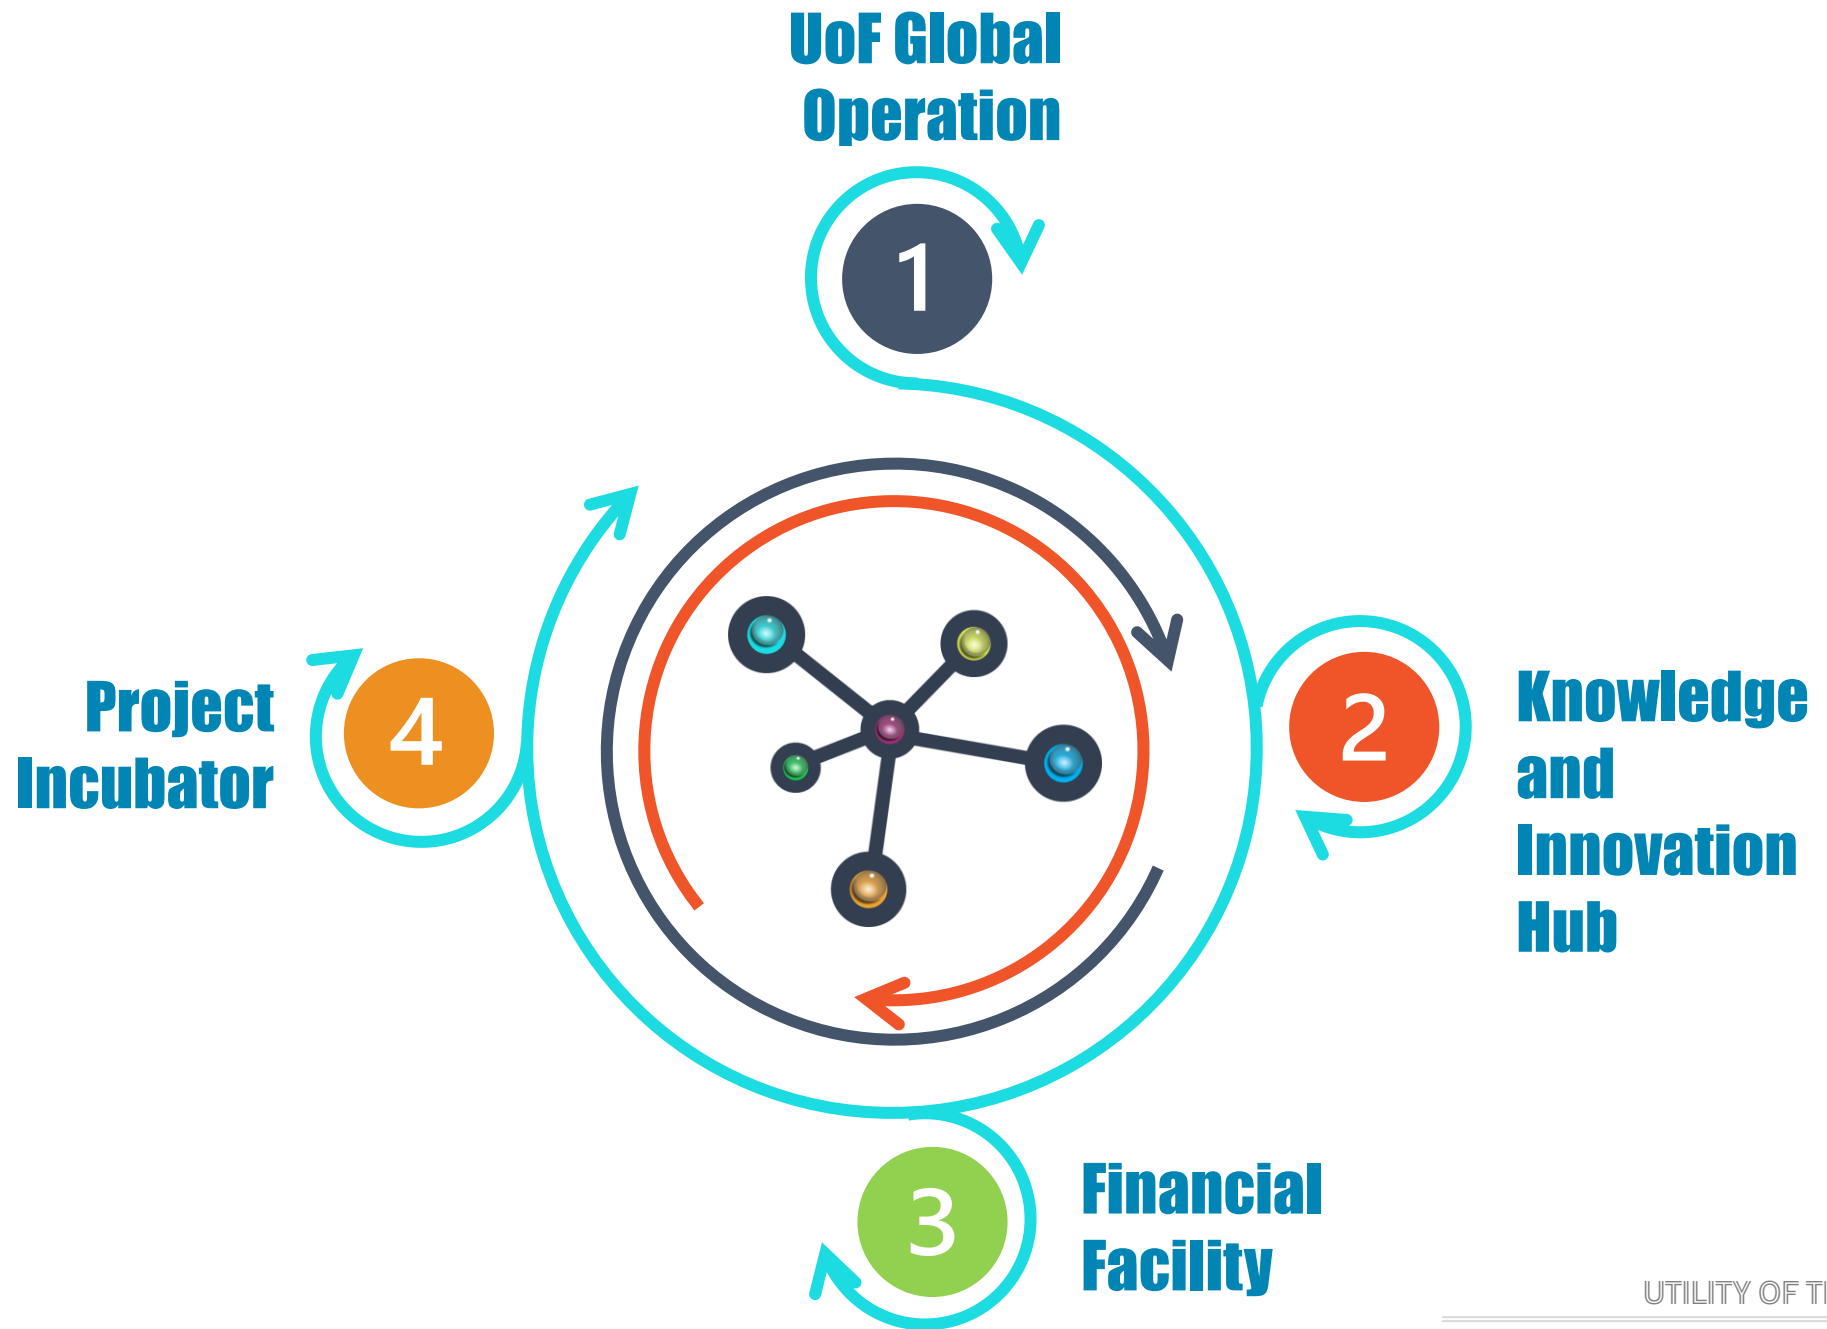 UoF Global
Operation
1
2
Knowledge
and
Innovation
Hub
4
Project
Incubator
3
Financial
Facility
UTILITY OF